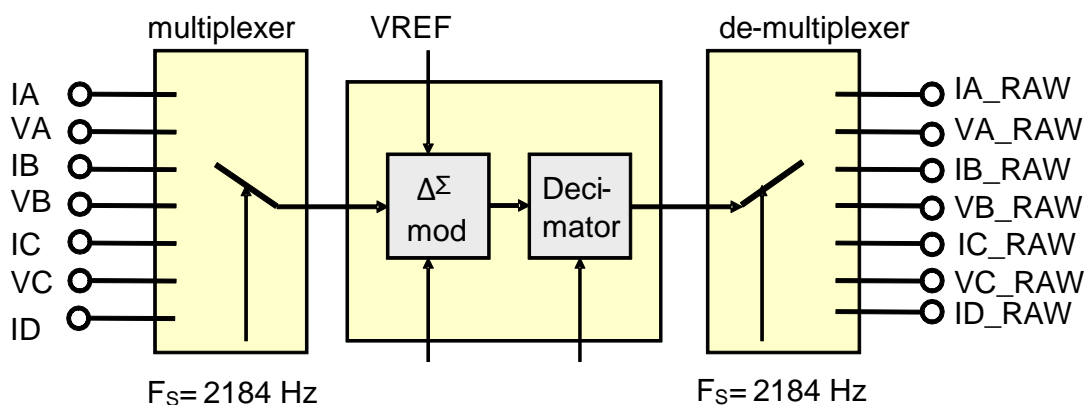 multiplexer
VREF
de-multiplexer
IA
VA
IB
VB
IC
VC
ID
ΔΣ
mod
Deci-
mator
IA_RAW
VA_RAW
IB_RAW
VB_RAW
IC_RAW
VC_RAW
ID_RAW
FS= 2184 Hz
FS= 2184 Hz